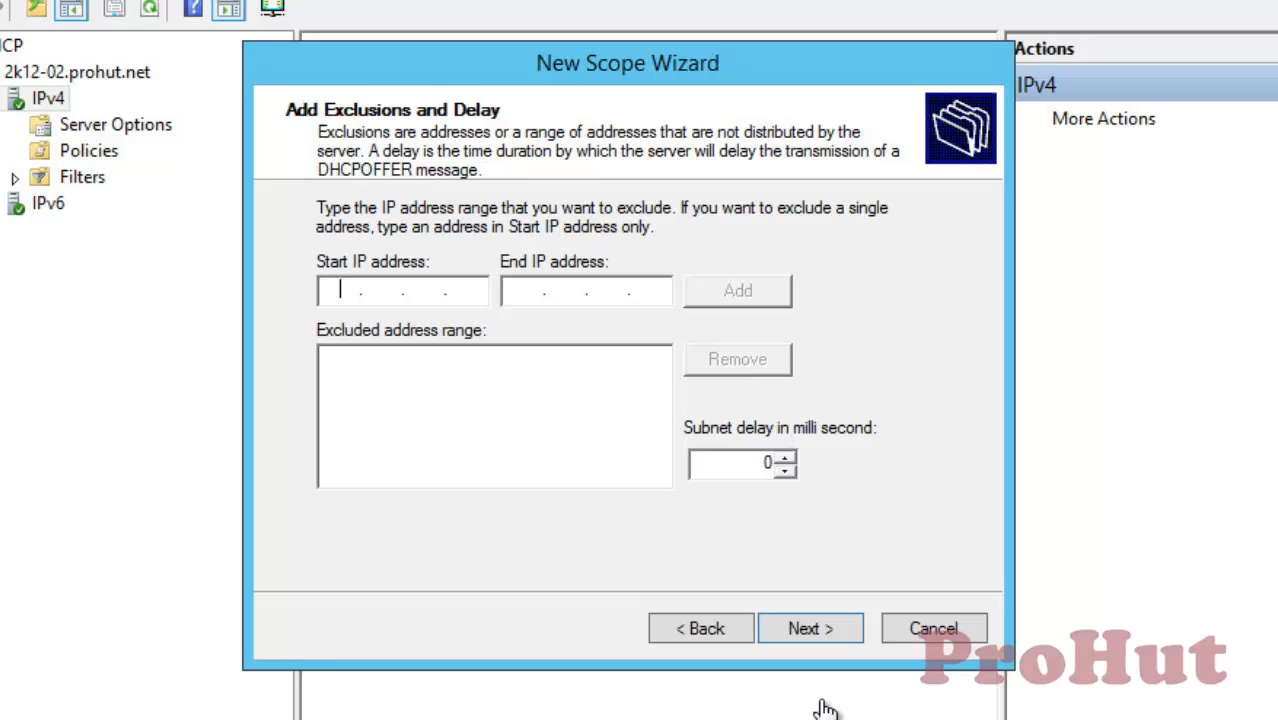 New Scope Wizard
CP
2k12-02.prohut.net
IPv4
Server Options
Policies
Filters
IPv6
Add Exclusions and Delay
Exclusions are addresses or a range of addresses that are not distributed by the
server. A delay is the time duration by which the server will delay the transmission of a
DHCPOFFER message.
Type the IP address range that you want to exclude. If you want to exclude a single
address, type an address in Start IP address only.
Start IP address:
End IP address:
Add
Excluded address range:
Remove
Subnet delay in milli second:
0
< Back
Next >
Cancel
Actions
IPv4
More Actions
ProHut